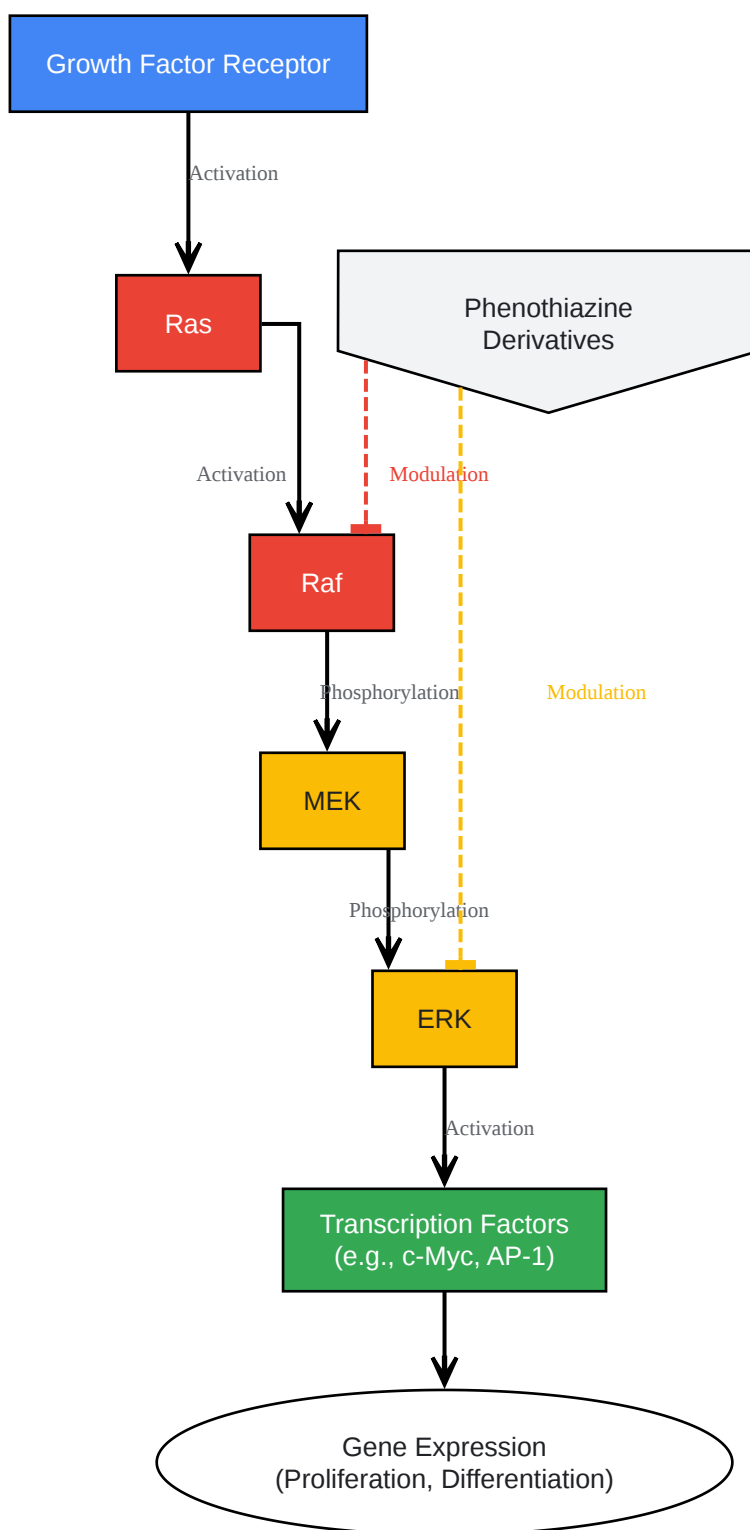 Growth Factor Receptor
Activation
Ras
Phenothiazine
Derivatives
Activation
Modulation
Raf
Phosphorylation
Modulation
MEK
Phosphorylation
ERK
Activation
Transcription Factors
(e.g., c-Myc, AP-1)
Gene Expression
(Proliferation, Differentiation)